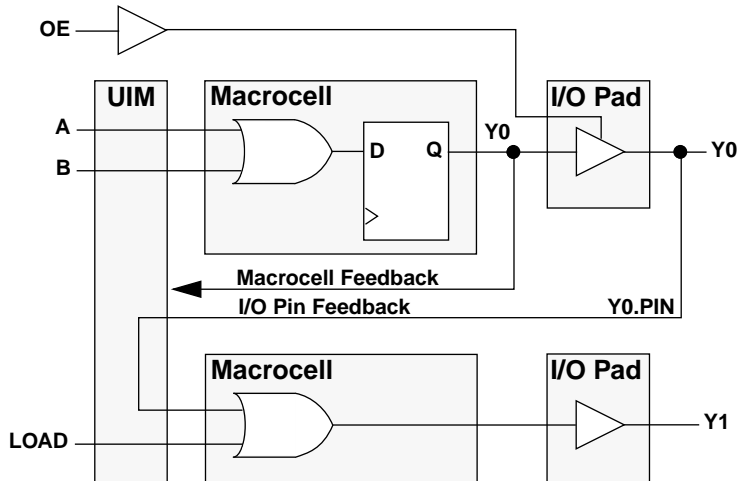 OE
UIM
Macrocell
I/O Pad
A
B
D
Q
Y0
Y0
Macrocell Feedback
I/O Pin Feedback
Y0.PIN
Macrocell
I/O Pad
LOAD
Y1